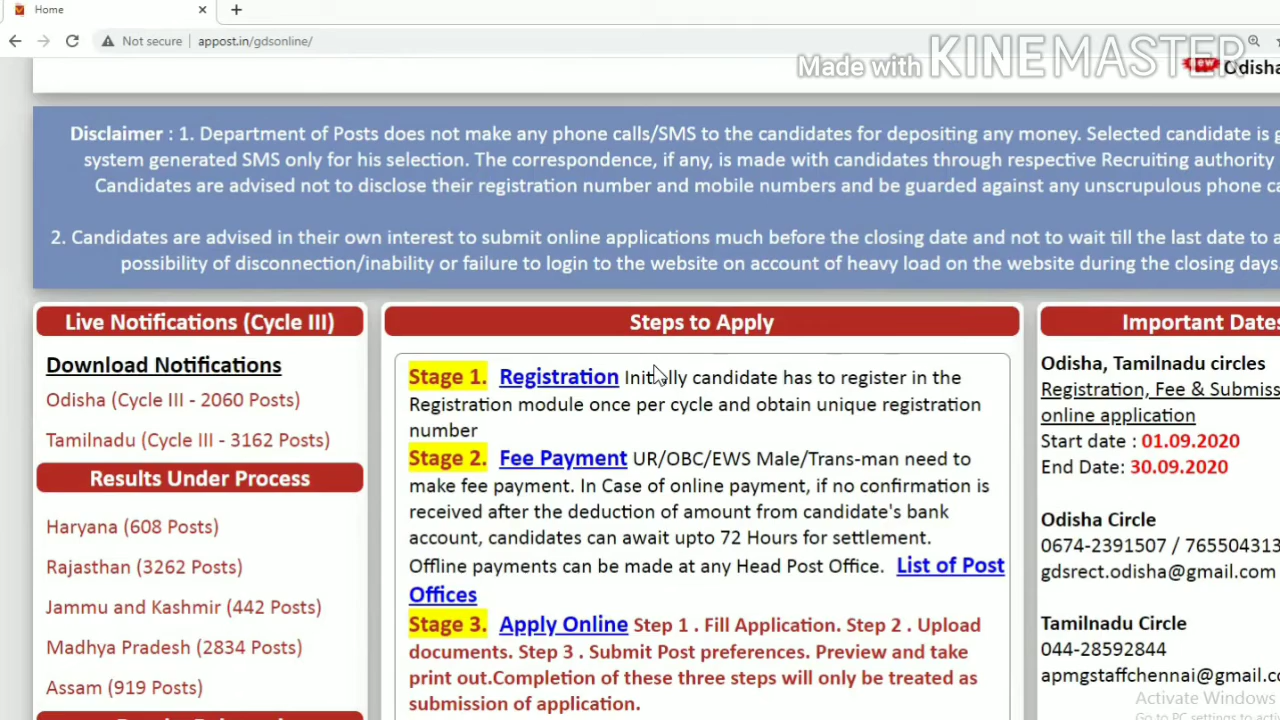 Home
Not secure
appost.in/gdsonline/
Made with KINEMASTER
Odisha
Disclaimer : 1. Department of Posts does not make any phone calls/SMS to the candidates for depositing any money. Selected candidate is
system generated SMS only for his selection. The correspondence, if any, is made with candidates through respective Recruiting authority
Candidates are advised not to disclose their registration number and mobile numbers and be guarded against any unscrupulous phone
2. Candidates are advised in their own interest to submit online applications much before the closing date and not to wait till the last date to
possibility of disconnection/inability or failure to login to the website on account of heavy load on the website during the closing days.
Live Notifications (Cycle III)
Download Notifications
Odisha (Cycle III - 2060 Posts)
Tamilnadu (Cycle III - 3162 Posts)
Results Under Process
Haryana (608 Posts)
Rajasthan (3262 Posts)
Jammu and Kashmir (442 Posts)
Madhya Pradesh (2834 Posts)
Assam (919 Posts)
Steps to Apply
Stage 1. Registration Initially candidate has to register in the
Registration module once per cycle and obtain unique registration
number
Stage 2. Fee Payment UR/OBC/EWS Male/Trans-man need to
make fee payment. In Case of online payment, if no confirmation is
received after the deduction of amount from candidate's bank
account, candidates can await upto 72 Hours for settlement.
Offline payments can be made at any Head Post Office. List of Post
Offices
Stage 3. Apply Online Step 1 . Fill Application. Step 2 . Upload
documents. Step 3 . Submit Post preferences. Preview and take
print out.Completion of these three steps will only be treated as
submission of application.
Important Dates
Odisha, Tamilnadu circles
Registration, Fee & Submiss
online application
Start date : 01.09.2020
End Date: 30.09.2020
Odisha Circle
0674-2391507 / 765504313
gdsrect.odisha@gmail.com
Tamilnadu Circle
044-28592844
apmgstaffchennai@gmail.co
Activate Windows
Go to PC settings to